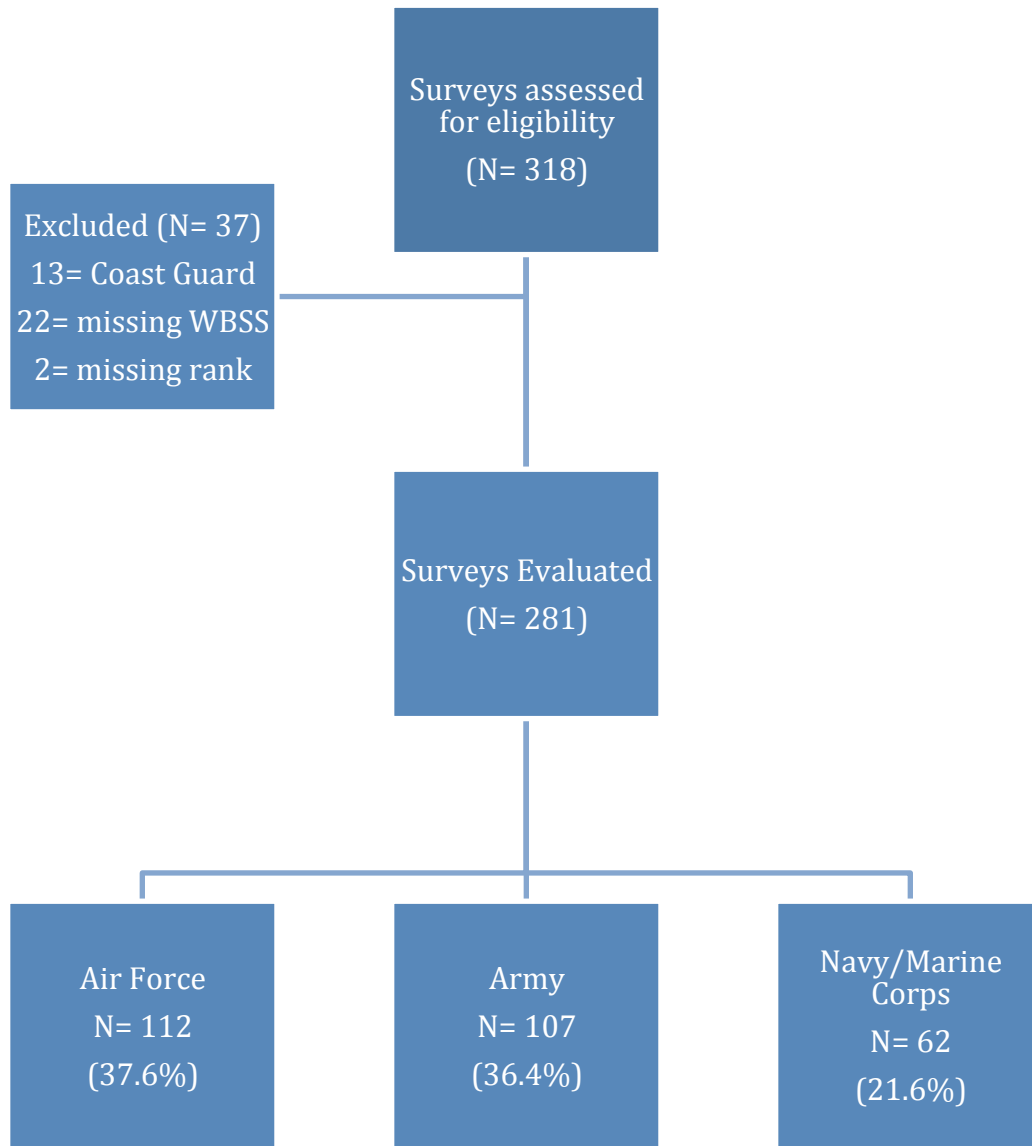 Surveys assessed
for eligibility
(N= 318)
Excluded (N= 37)
13= Coast Guard
22= missing WBSS
2= missing rank
Surveys Evaluated
(N= 281)
Air Force
N= 112
(37.6%)
Army
N= 107
(36.4%)
Navy/Marine
Corps
N= 62
(21.6%)